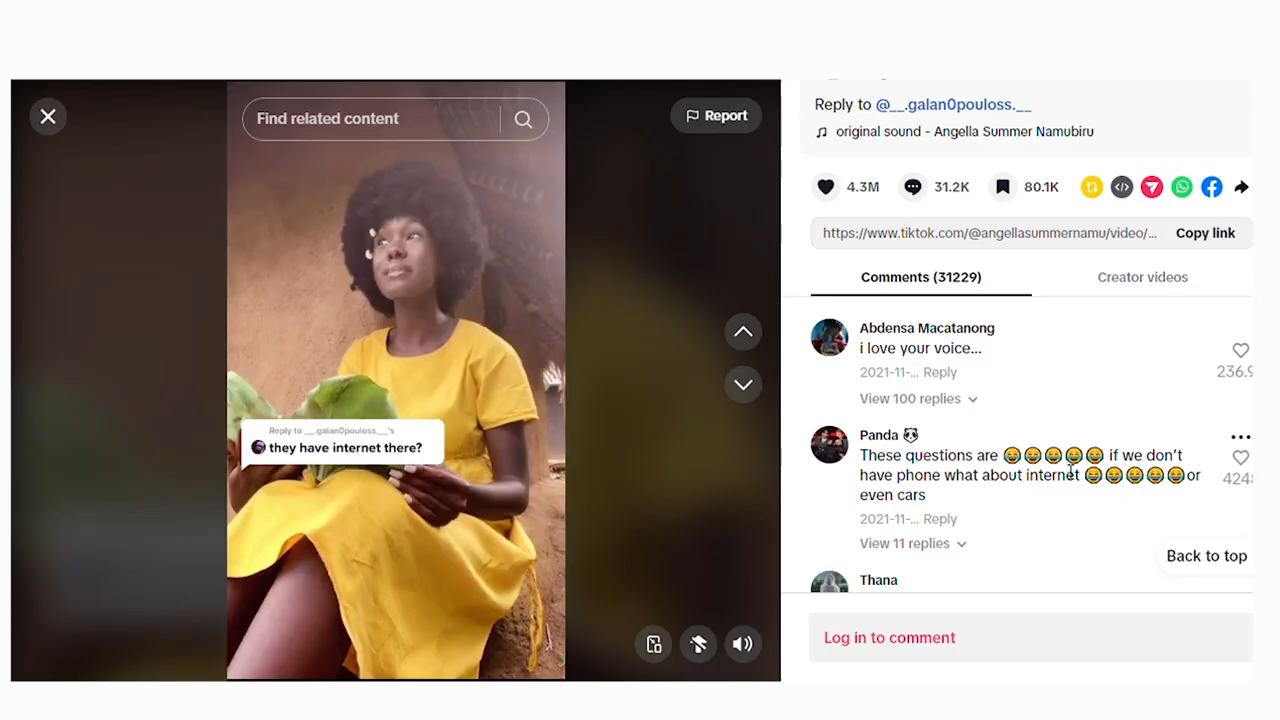 Find related content
Report
Reply to __.galan0pouloss.__'s
they have internet there?
Reply to @__.galan0pouloss.__
original sound - Angella Summer Namubiru
4.3M
31.2K
80.1K
https://www.tiktok.com/@angellasummernamu/video/...
Copy link
Comments (31229)
Creator videos
Abdensa Macatanong
i love your voice...
2021-11-... Reply
236.9
View 100 replies
Panda 🐼
These questions are 😂😂😂😂😂 if we don't
have phone what about internet 😂😂😂😂😂or
even cars
4248
2021-11-... Reply
View 11 replies
Back to top
Thana
Log in to comment